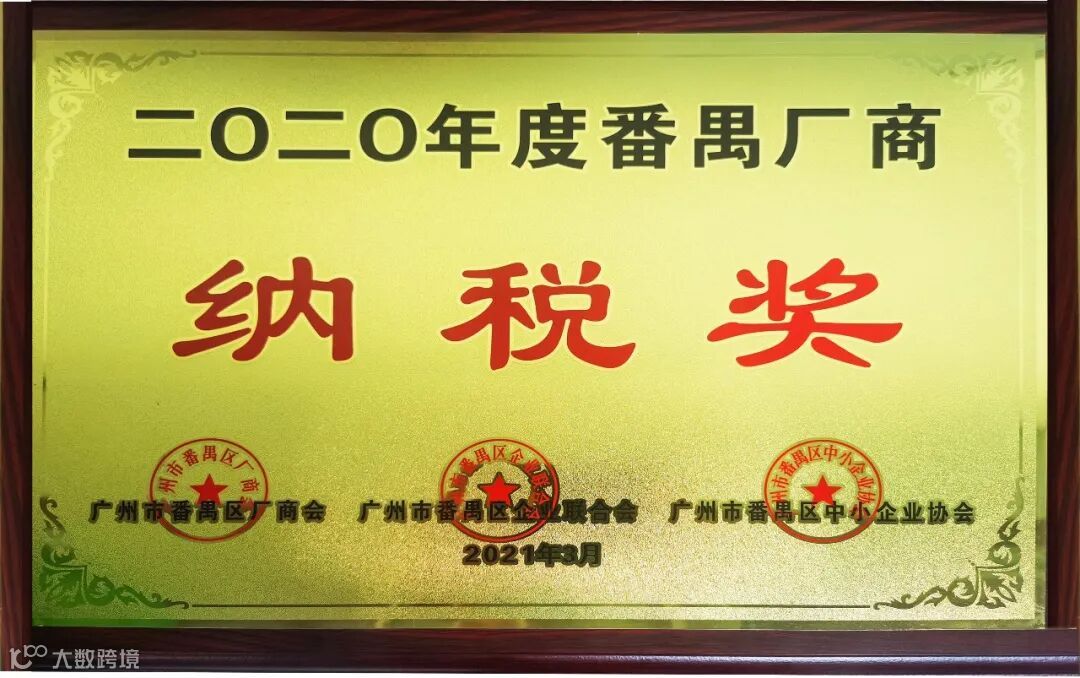 二〇二〇年度番禺厂商
纳税奖
广州市番禺区厂商会 广州市番禺区企业联合会 广州市番禺区中小企业协会
2021年3月
大数跨境